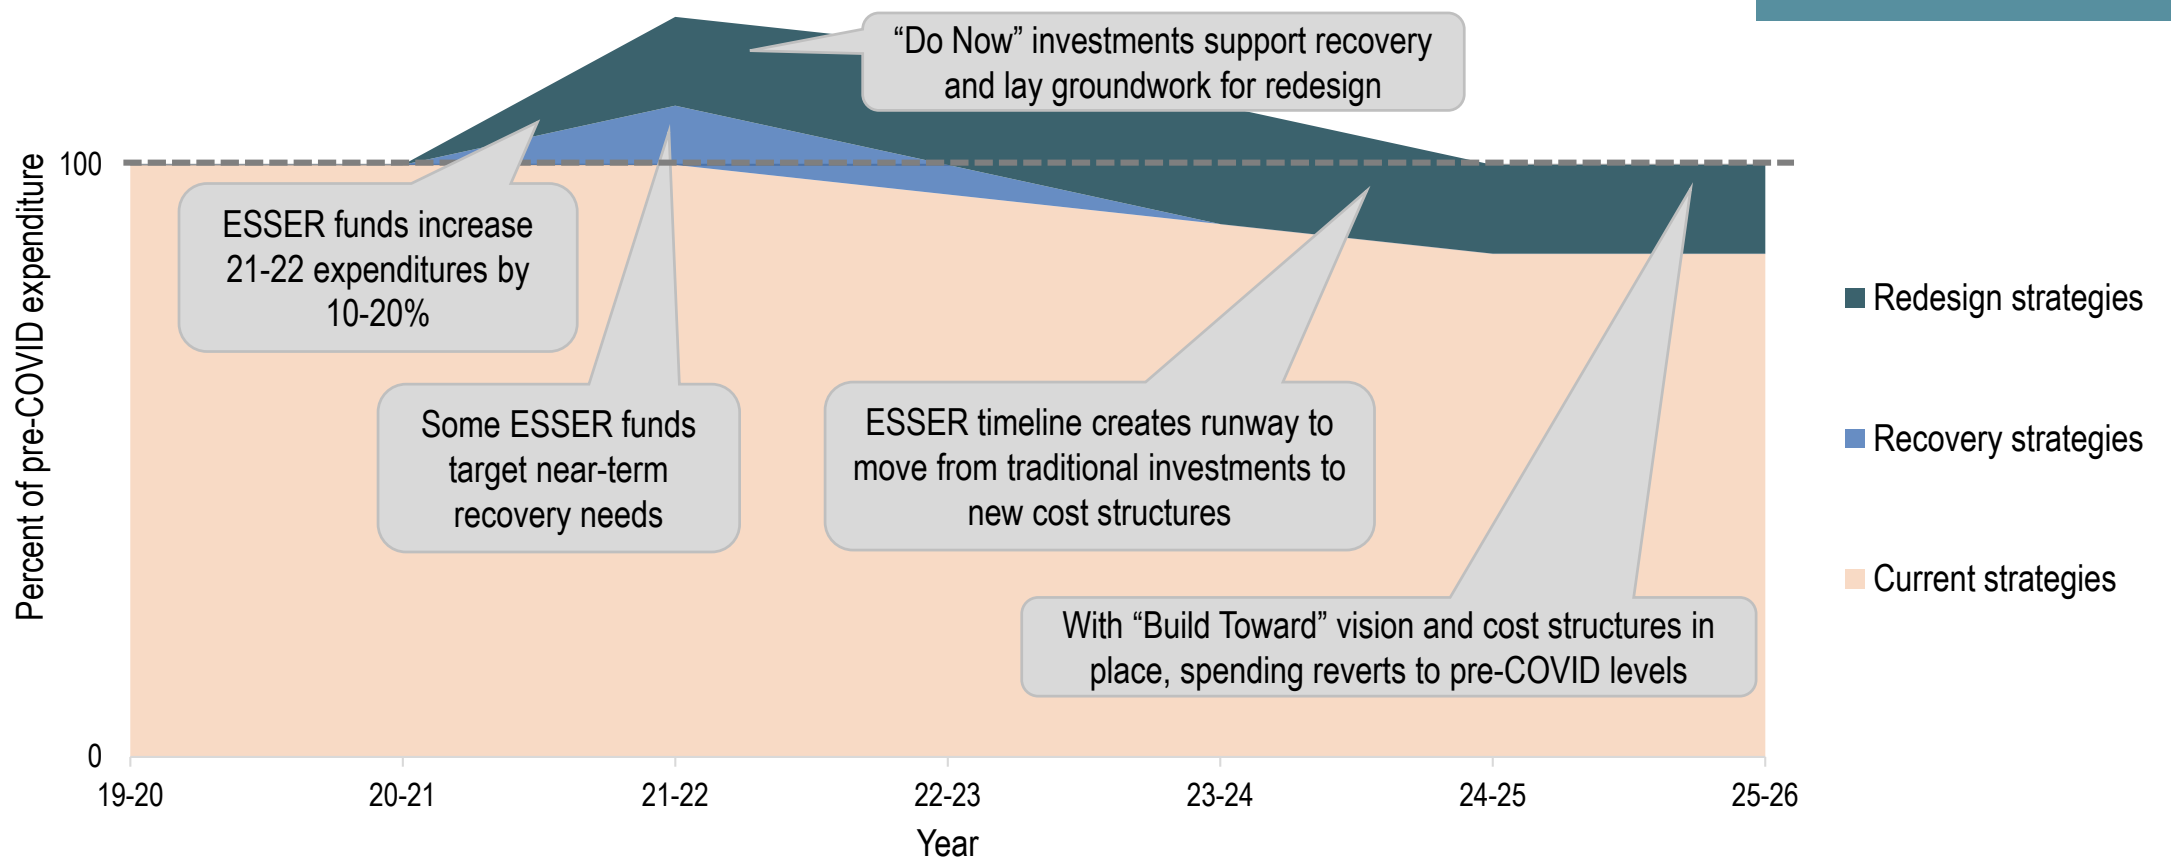 “Do Now” investments support recovery
and lay groundwork for redesign
Percent of pre-COVID expenditure
100
0
ESSER funds increase
21-22 expenditures by
10-20%
Some ESSER funds
target near-term
recovery needs
ESSER timeline creates runway to
move from traditional investments to
new cost structures
With “Build Toward” vision and cost structures in
place, spending reverts to pre-COVID levels
Redesign strategies
Recovery strategies
Current strategies
19-20
20-21
21-22
22-23
23-24
24-25
25-26
Year